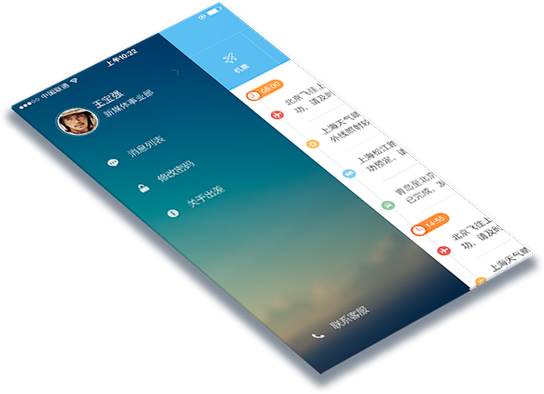 中国联通
上午10:22
王宝强
新媒体事业部
消息列表
修改密码
关于出差
联系客服
机票
08:00
北京飞往上
功，请及时
上海天气晴
外线照射较
上海松江
功预定，请
青岛至北京
已完成，发
14:55
北京飞往上
功，请及时
上海天气晴